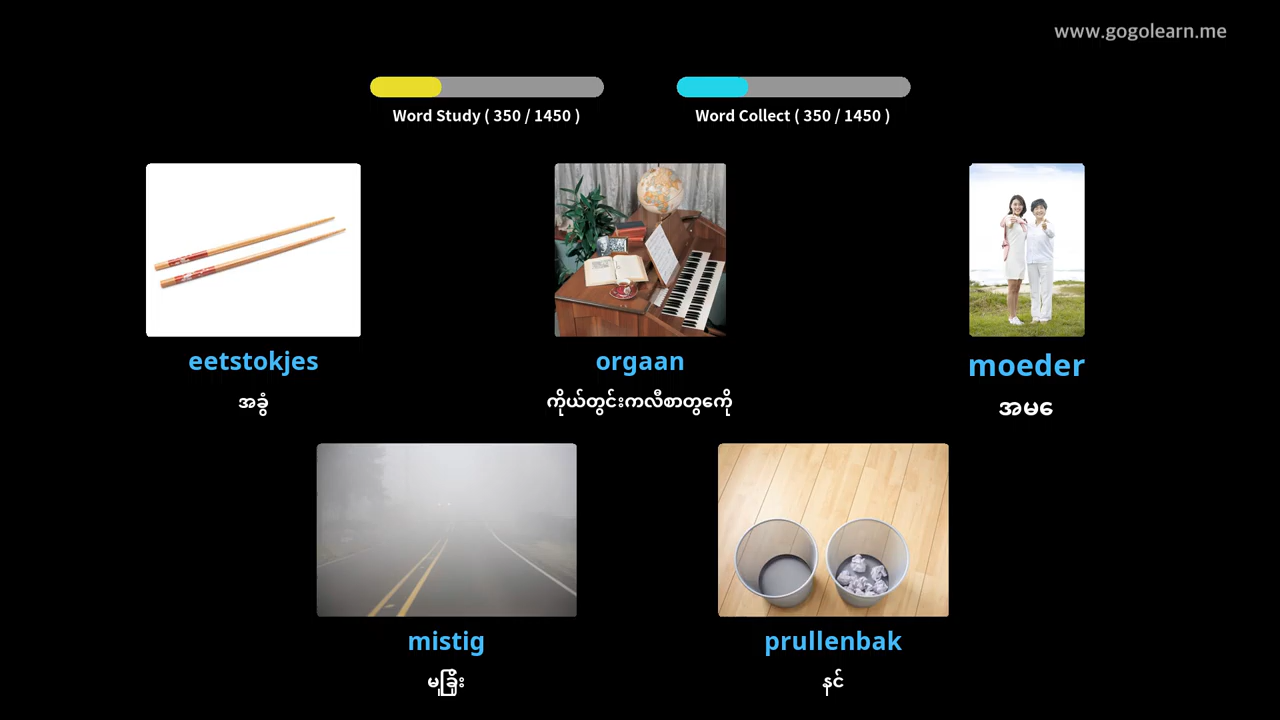 www.gogolearn.me
Word Study ( 350 / 1450 )
Word Collect ( 350 / 1450 )
eetstokjes
orgaan
moeder
အခွံ
ကိုယ်တွင်းကလီစာတွေကို
အမေ
mistig
prullenbak
မှုခြိုး
နင်